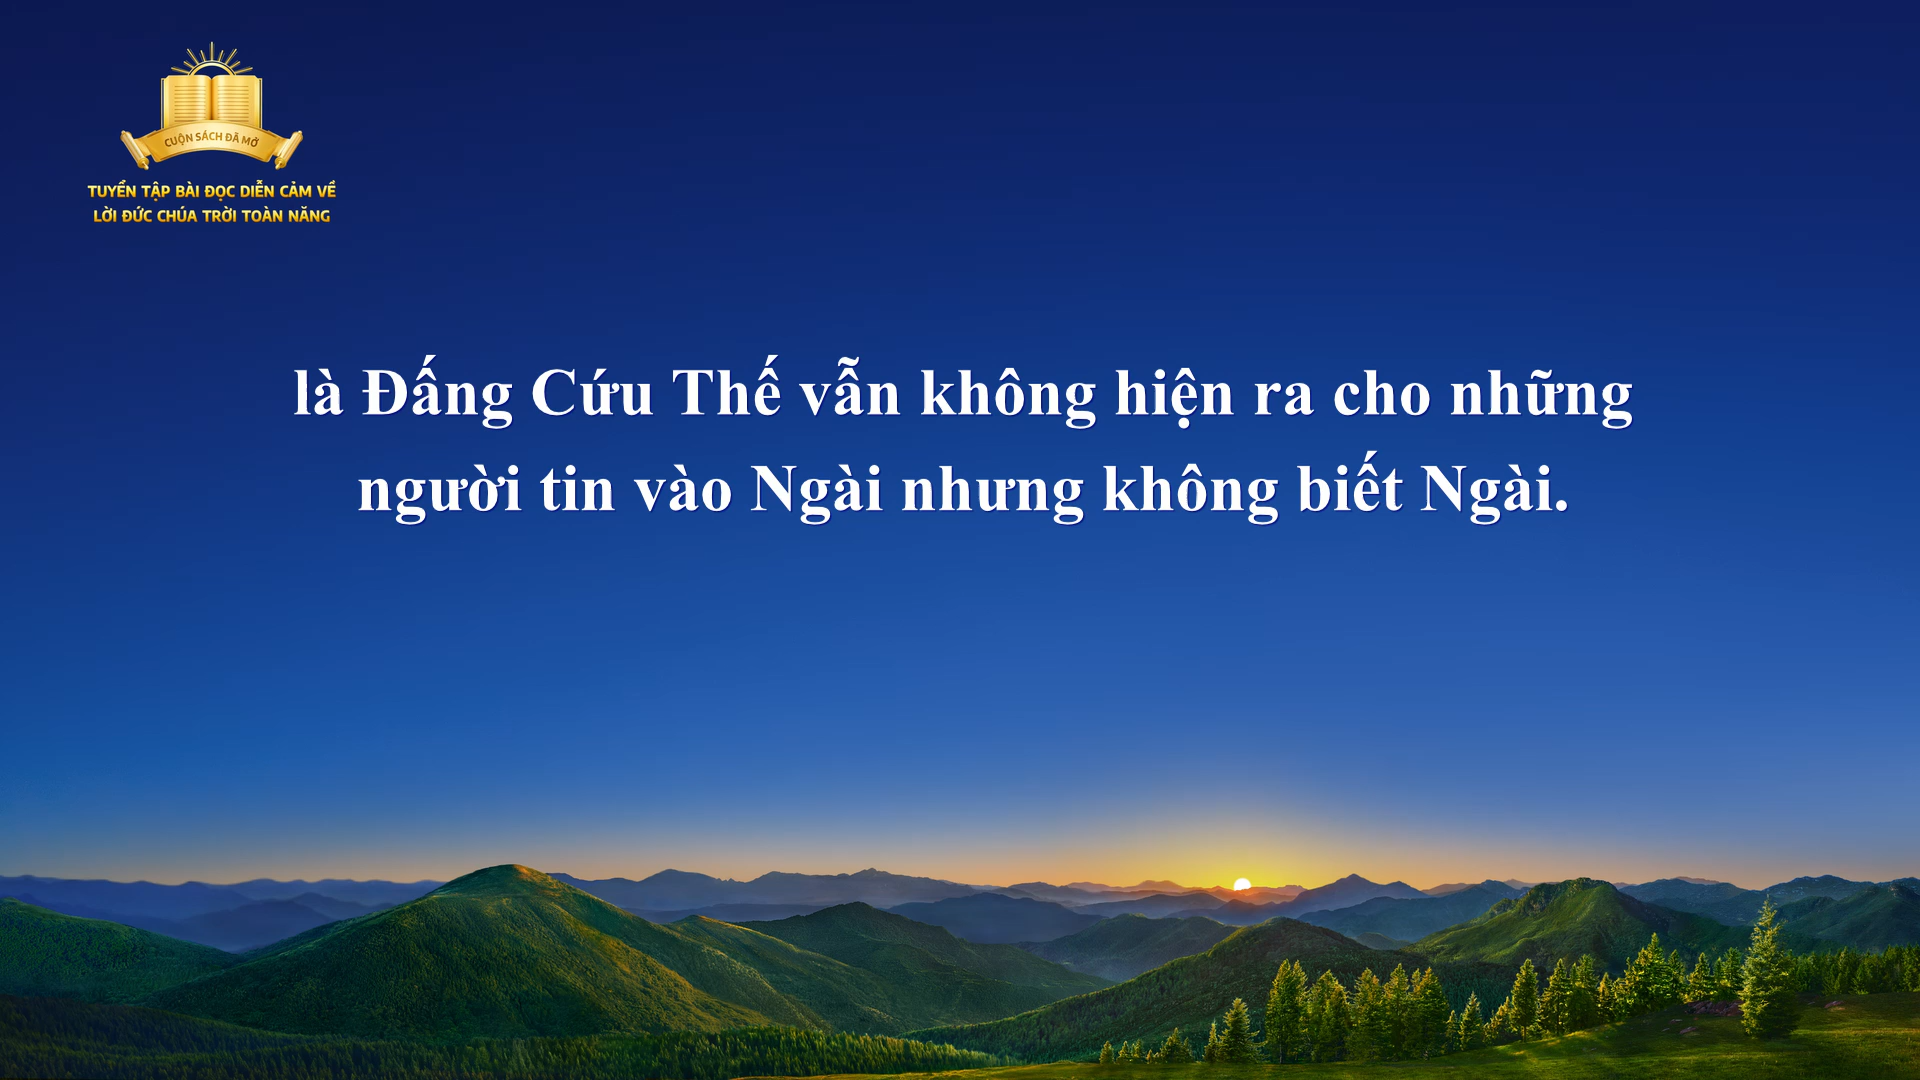 CUỘN SÁCH ĐÃ MỞ
TUYỂN TẬP BÀI ĐỌC DIỄN CẢM VỀ
LỜI ĐỨC CHÚA TRỜI TOÀN NĂNG
là Đấng Cứu Thế vẫn không hiện ra cho những
người tin vào Ngài nhưng không biết Ngài.